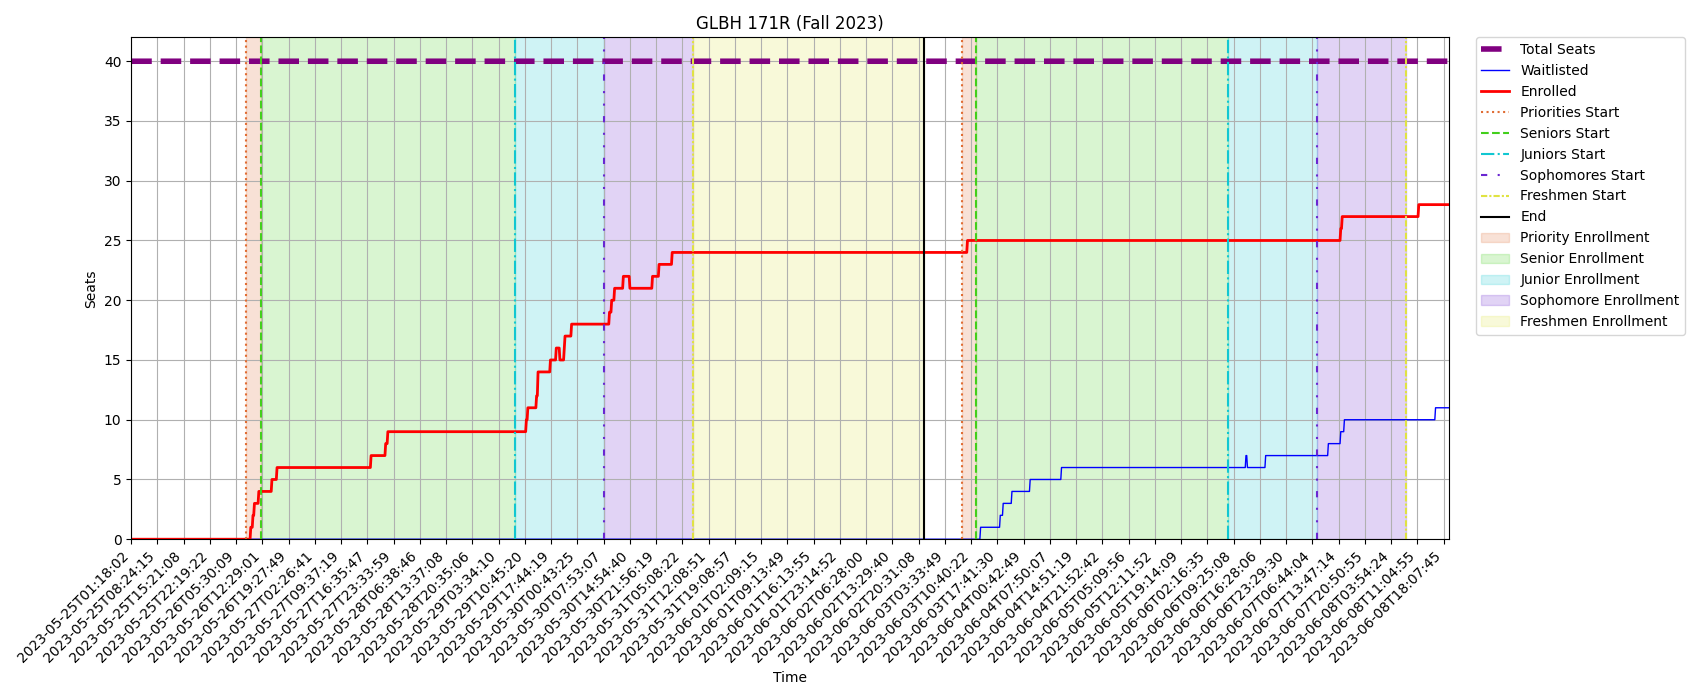 GLBH 171R (Fall 2023)
Total Seats
Waitlisted
Enrolled
Priorities Start
Seniors Start
Juniors Start
Sophomores Start
Freshmen Start
End
Priority Enrollment
Senior Enrollment
Junior Enrollment
Sophomore Enrollment
Freshmen Enrollment
Seats
40
35
30
25
20
15
10
5
0
2023-05-25T01:18:02
2023-05-25T08:24:15
2023-05-25T15:21:08
2023-05-25T22:19:22
2023-05-26T05:30:09
2023-05-26T12:29:01
2023-05-26T19:27:49
2023-05-27T02:26:41
2023-05-27T09:37:19
2023-05-27T16:35:47
2023-05-27T23:33:59
2023-05-28T06:38:46
2023-05-28T13:37:08
2023-05-28T20:35:06
2023-05-29T03:34:10
2023-05-29T10:45:20
2023-05-29T17:44:19
2023-05-30T00:43:25
2023-05-30T07:53:07
2023-05-30T14:54:40
2023-05-30T21:56:19
2023-05-31T05:08:22
2023-05-31T12:08:51
2023-05-31T19:08:57
2023-06-01T02:09:15
2023-06-01T09:13:49
2023-06-01T16:13:55
2023-06-01T23:14:52
2023-06-02T06:28:00
2023-06-02T13:29:40
2023-06-02T20:31:08
2023-06-03T03:33:49
2023-06-03T10:40:22
2023-06-03T17:41:30
2023-06-04T00:42:49
2023-06-04T07:50:07
2023-06-04T14:51:19
2023-06-04T21:52:42
2023-06-05T05:09:56
2023-06-05T12:11:52
2023-06-05T19:14:09
2023-06-06T02:16:35
2023-06-06T09:25:08
2023-06-06T16:28:06
2023-06-06T23:29:30
2023-06-07T06:44:04
2023-06-07T13:47:14
2023-06-07T20:50:55
2023-06-08T03:54:24
2023-06-08T11:04:55
2023-06-08T18:07:45
Time